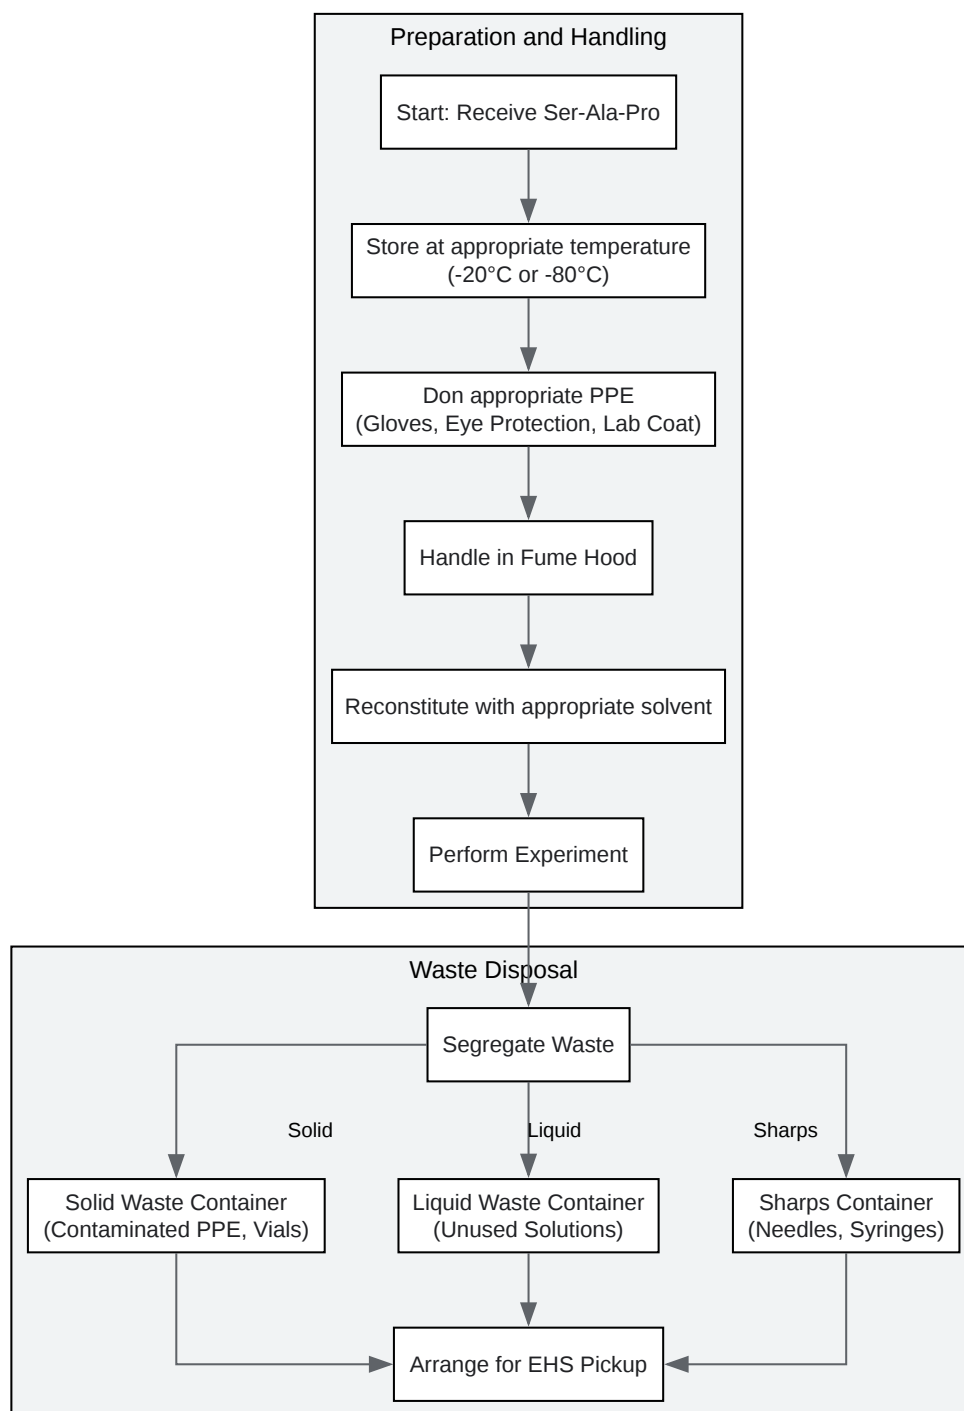 Preparation and Handling
Start: Receive Ser-Ala-Pro
Store at appropriate temperature
(-20°C or -80°C)
Don appropriate PPE
(Gloves, Eye Protection, Lab Coat)
Handle in Fume Hood
Reconstitute with appropriate solvent
Perform Experiment
Waste Disposal
Segregate Waste
Solid
Liquid
Sharps
Solid Waste Container
(Contaminated PPE, Vials)
Liquid Waste Container
(Unused Solutions)
Sharps Container
(Needles, Syringes)
Arrange for EHS Pickup